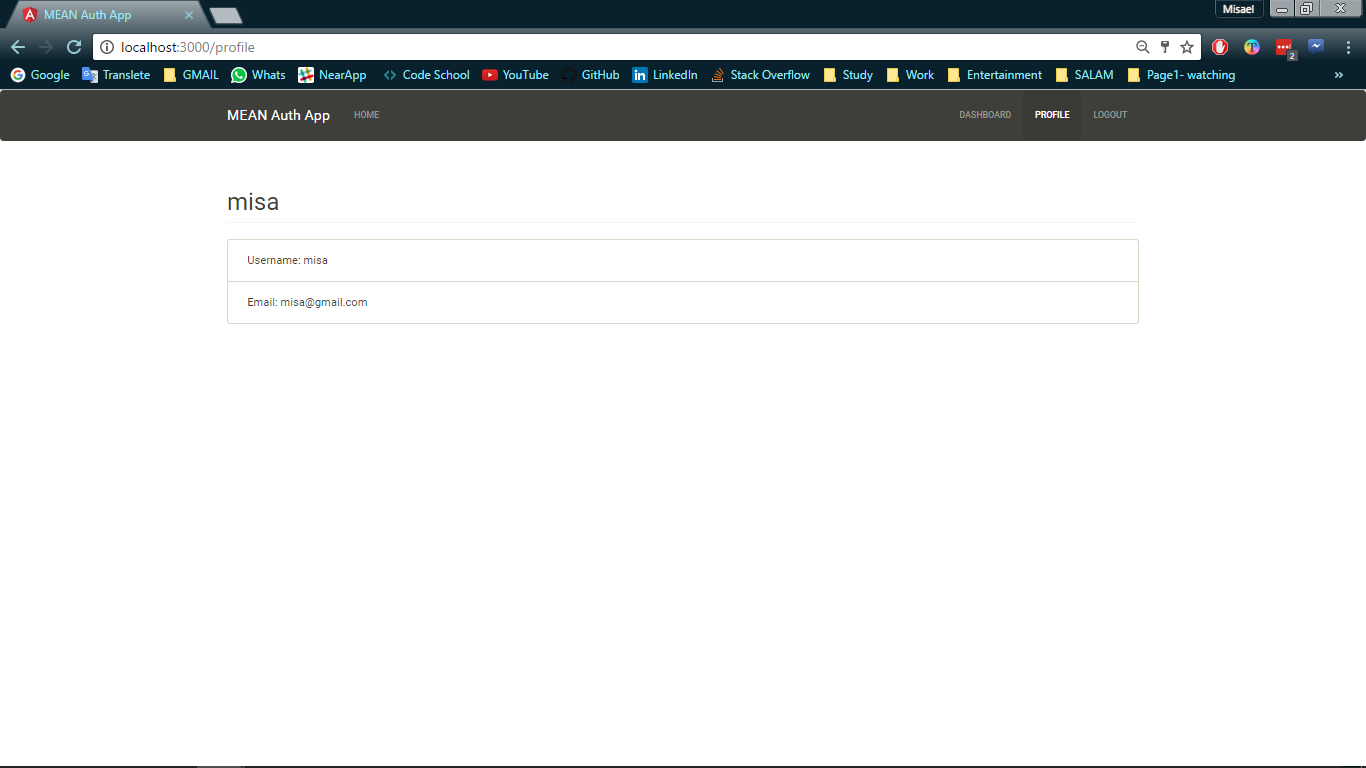 MEAN Auth App
Misael
localhost:3000/profile
2
Google Translete GMAIL Whats NearApp Code School YouTube GitHub LinkedIn Stack Overflow Study Work Entertainment SALAM Page1- watching »
MEAN Auth App HOME DASHBOARD PROFILE LOGOUT
misa
Username: misa
Email: misa@gmail.com